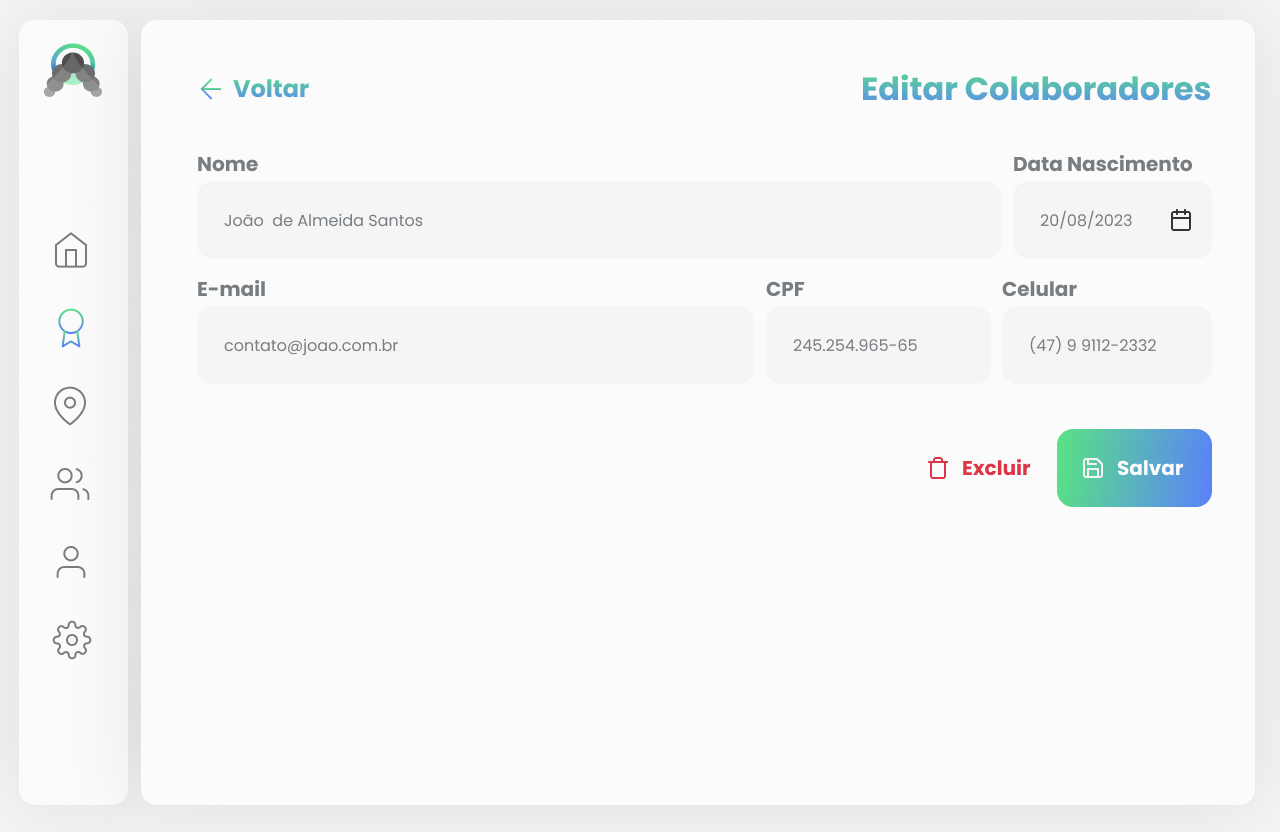 Voltar
Editar Colaboradores
Nome
Data Nascimento
João  de Almeida Santos
20/08/2023
E-mail
CPF
Celular
contato@joao.com.br
245.254.965-65
(47) 9 9112-2332
Excluir
Salvar